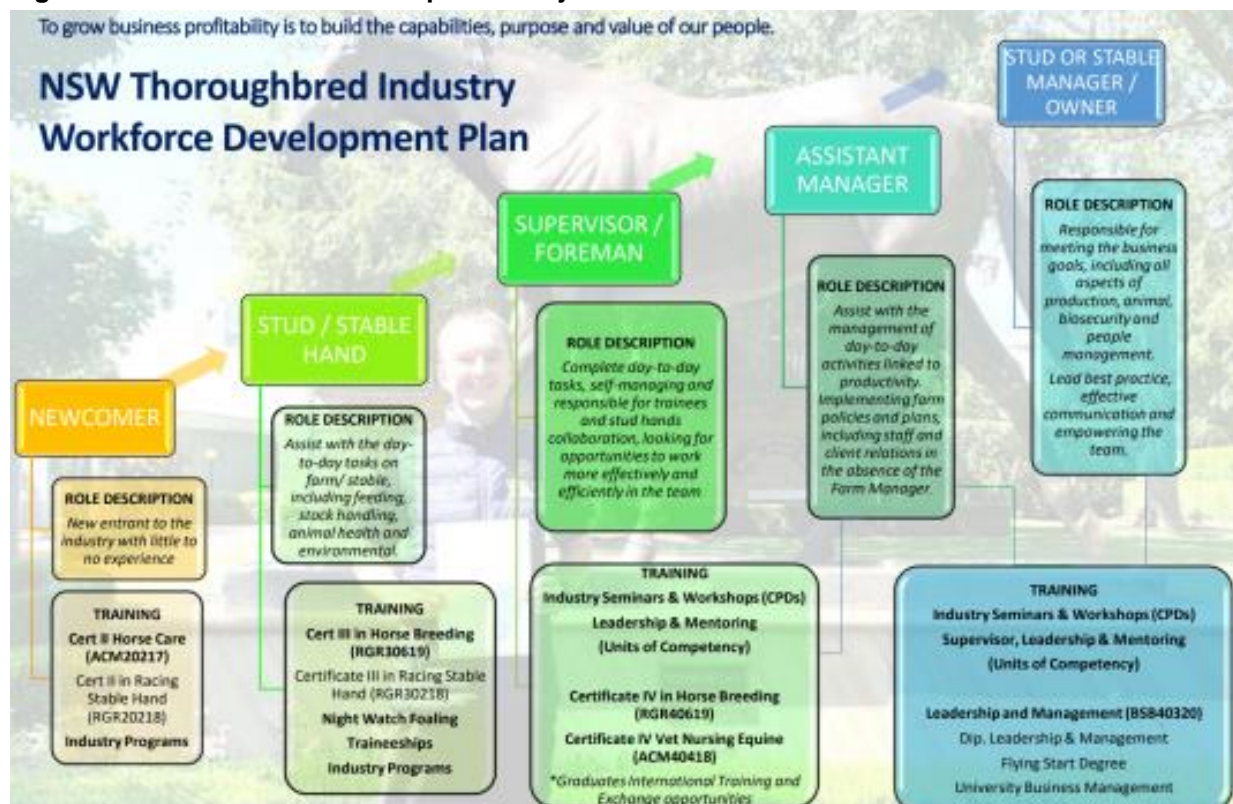 To grow business profitability is to build the capabilities, purpose and value of our people.
NSW Thoroughbred Industry
Workforce Development Plan
NEWCOMER
ROLE DESCRIPTION
New entrant to the
industry with little to
no experience
TRAINING
Cert II Horse Care
(ACM20217)
Cert II in Racing
Stable Hand
(RGR20218)
Industry Programs
STUD / STABLE
HAND
ROLE DESCRIPTION
Assist with the day-
to-day tasks on
farm/ stable,
including feeding,
stock handling,
animal health and
environmental.
TRAINING
Cert III in Horse Breeding
(RGR30619)
Certificate III in Racing Stable
Hand (RGR30218)
Night Watch Foaling
Traineeships
Industry Programs
SUPERVISOR /
FOREMAN
ROLE DESCRIPTION
Complete day-to-day
tasks, self-managing and
responsible for trainees
and stud hands
collaboration, looking for
opportunities to work
more effectively and
efficiently in the team
TRAINING
Industry Seminars & Workshops (CPDs)
Leadership & Mentoring
(Units of Competency)
Certificate IV in Horse Breeding
(RGR40619)
Certificate IV Vet Nursing Equine
(ACM40418)
*Graduates International Training and
Exchange opportunities
ASSISTANT
MANAGER
ROLE DESCRIPTION
Assist with the
management of
day-to-day
activities linked to
productivity.
Implementing farm
policies and plans,
including staff and
client relations in
the absence of the
Farm Manager.
STUD OR STABLE
MANAGER /
OWNER
ROLE DESCRIPTION
Responsible for
meeting the business
goals, including all
aspects of
production, animal,
biosecurity and
people
management.
Lead best practice,
effective
communication and
empowering the
team.
TRAINING
Industry Seminars & Workshops (CPDs)
Supervisor, Leadership & Mentoring
(Units of Competency)
Leadership and Management (BSB40320)
Dip. Leadership & Management
Flying Start Degree
University Business Management